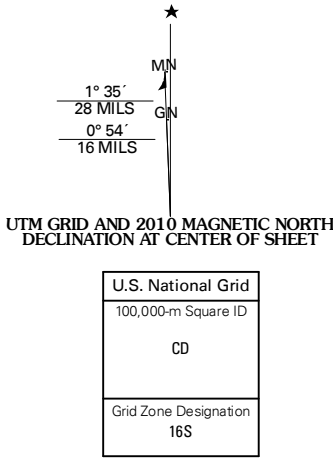 ★
MN
1° 35´
28 MILS
GN
0° 54´
16 MILS
UTM GRID AND 2010 MAGNETIC NORTH
DECLINATION AT CENTER OF SHEET
U.S. National Grid
100,000-m Square ID
CD
Grid Zone Designation
16S